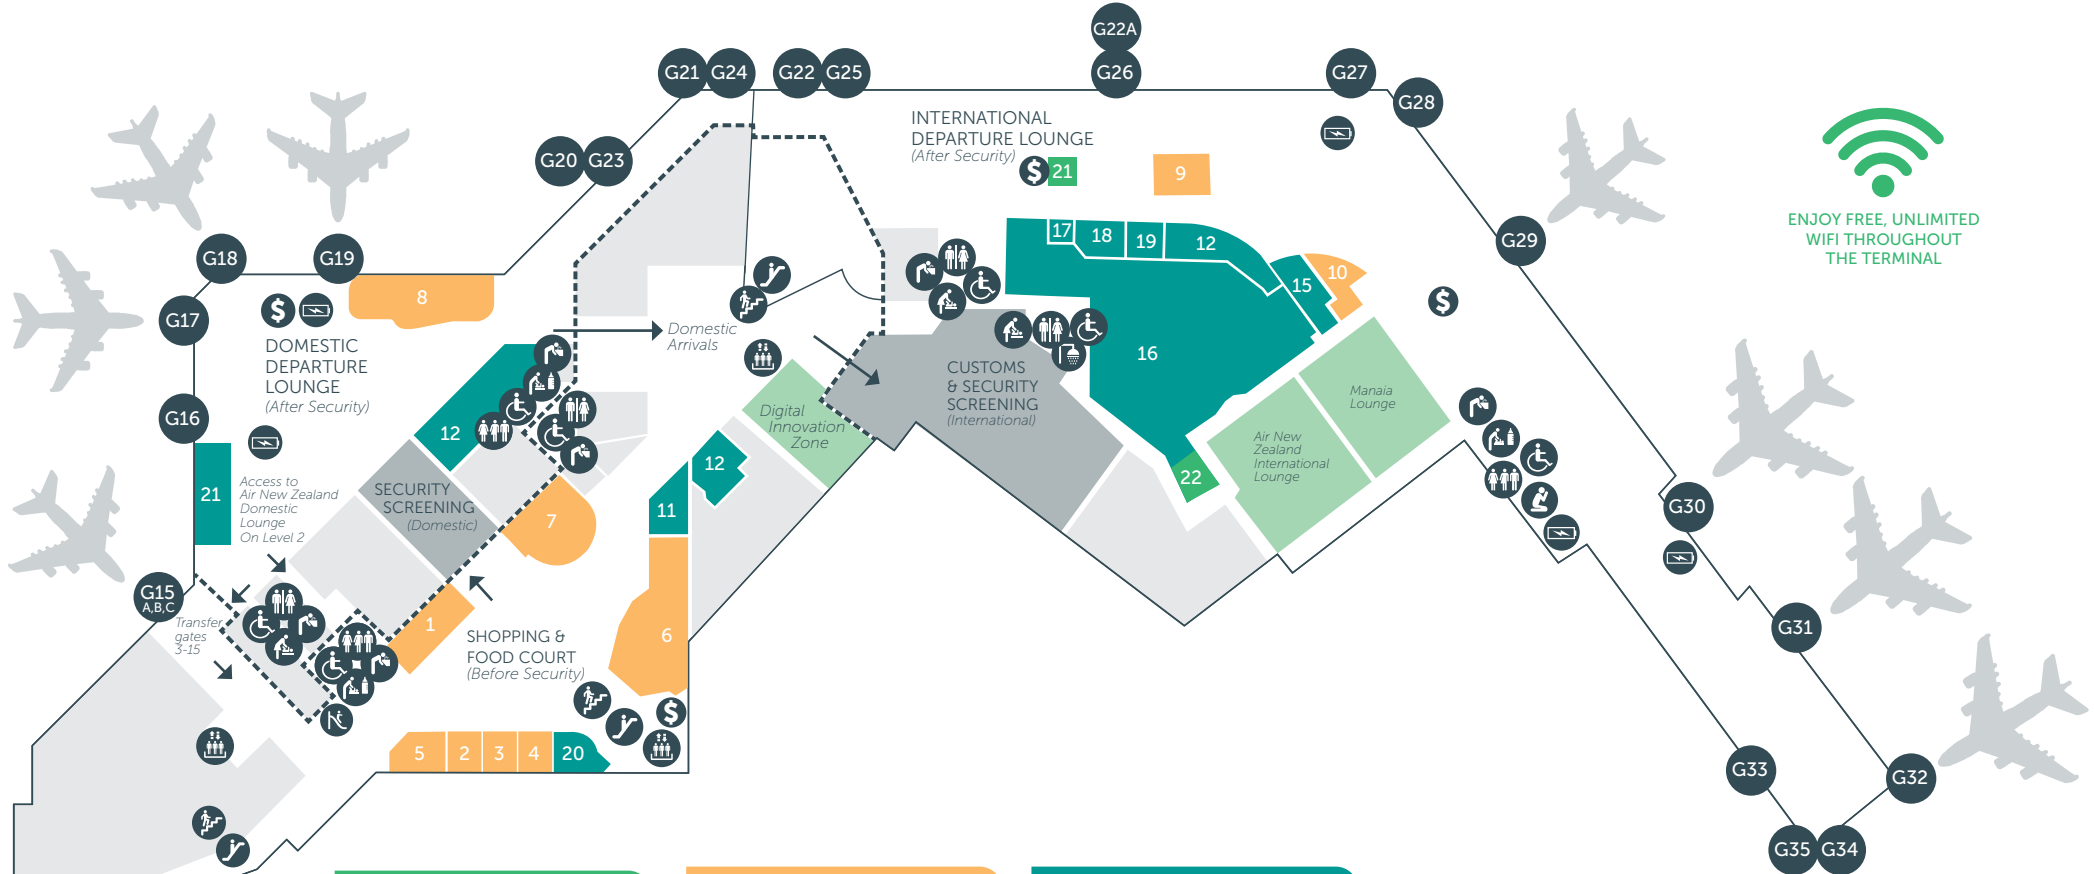 G22A
G21
G24
G22
G25
G26
G27
G28
INTERNATIONAL
DEPARTURE LOUNGE
(After Security)
$
21
9
G20
G23
ENJOY FREE, UNLIMITED
WIFI THROUGHOUT
THE TERMINAL
G18
G19
G29
17
18
19
12
15
10
8
$
$
G17
DOMESTIC
DEPARTURE
LOUNGE
(After Security)
Domestic
Arrivals
16
CUSTOMS
& SECURITY
SCREENING
(International)
Manaia
Lounge
G16
12
Digital
Innovation
Zone
Air New
Zealand
International
Lounge
12
22
21
Access to
Air New Zealand
Domestic
Lounge
On Level 2
SECURITY
SCREENING
(Domestic)
7
11
G30
G15
A,B,C
Transfer
gates
3-15
1
SHOPPING &
FOOD COURT
(Before Security)
6
G31
$
5
2
3
4
20
G33
G32
G35
G34